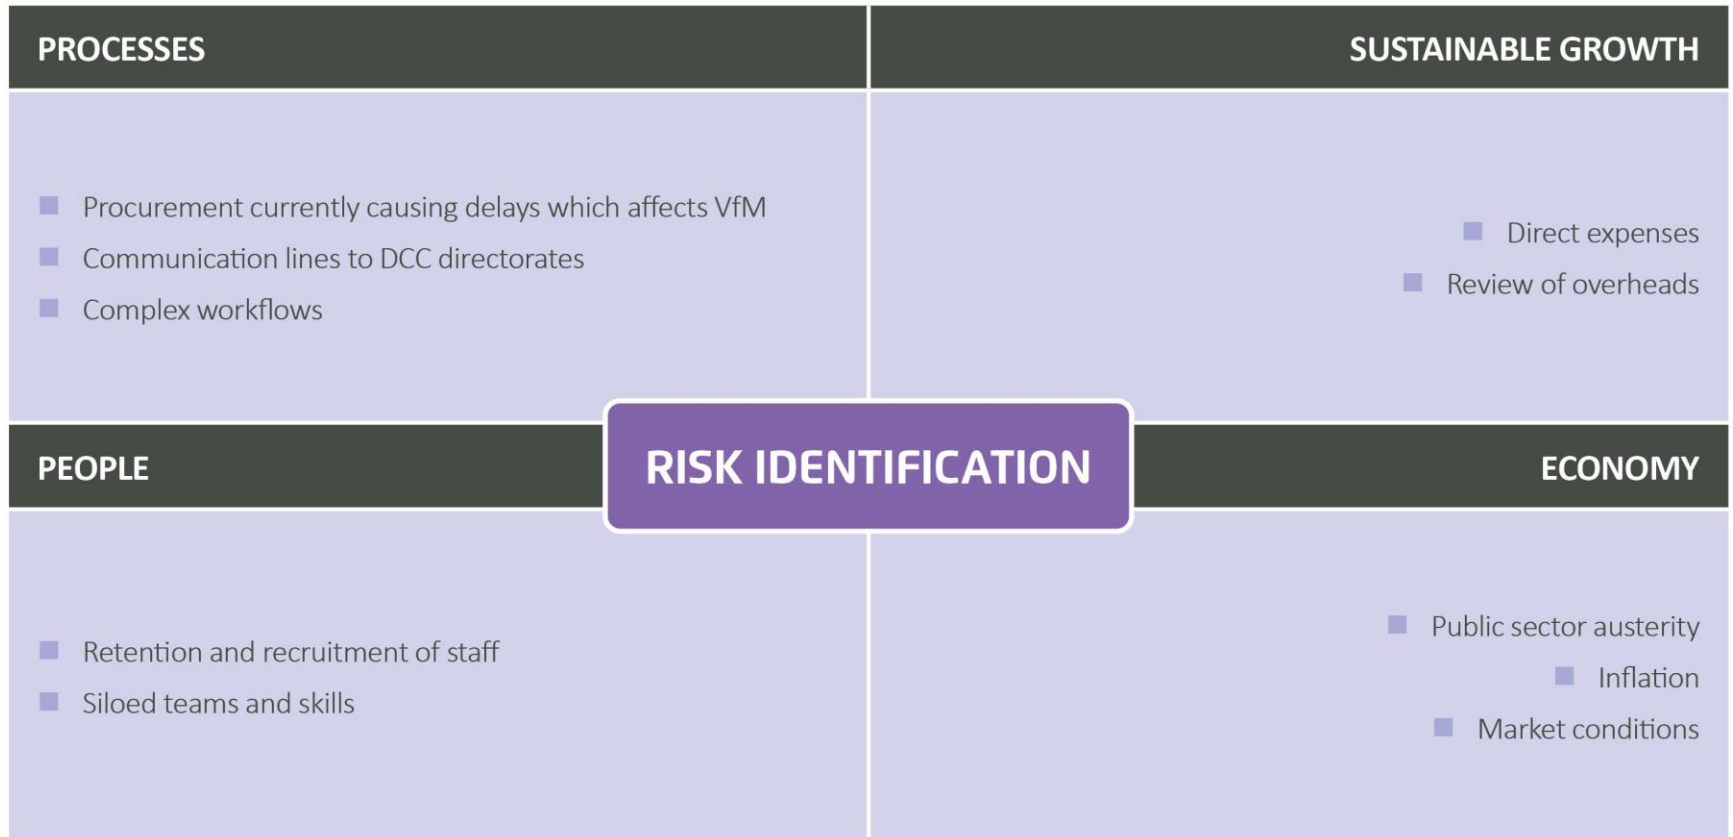 PROCESSES
Procurement currently causing delays which affects VfM
Communication lines to DCC directorates
Complex workflows
SUSTAINABLE GROWTH
Direct expenses
Review of overheads
RISK IDENTIFICATION
PEOPLE
Retention and recruitment of staff
Siloed teams and skills
ECONOMY
Public sector austerity
Inflation
Market conditions